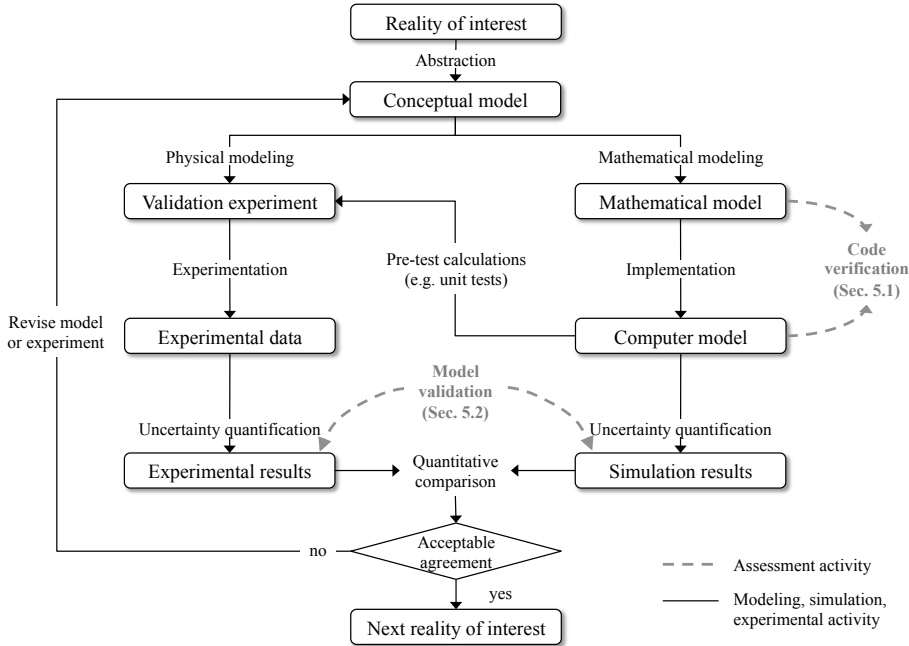 Reality of interest
Abstraction
Conceptual model
Physical modeling
Mathematical modeling
Validation experiment
Mathematical model
Pre-test calculations
(e.g. unit tests)
Experimentation
Implementation
Code
verification
(Sec. 5.1)
Revise model
or experiment
Experimental data
Computer model
Model
validation
(Sec. 5.2)
Uncertainty quantification
Uncertainty quantification
Experimental results
Quantitative
comparison
Simulation results
no
Acceptable
agreement
yes
Next reality of interest
Assessment activity
Modeling, simulation,
experimental activity